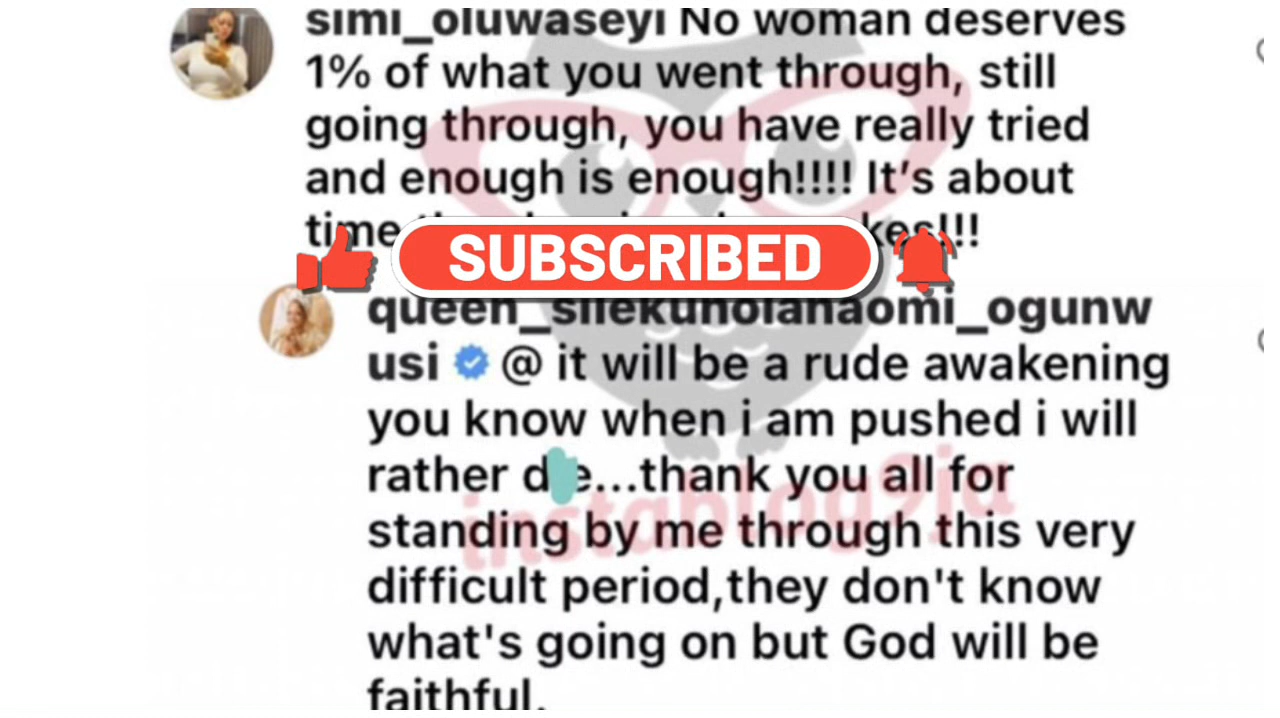 simi_oluwaseyi No woman deserves
1% of what you went through, still
going through, you have really tried
and enough is enough!!!! It's about
time
SUBSCRIBED
queen_silekunolanaomi_ogunw
usi @ it will be a rude awakening
you know when i am pushed i will
rather d e...thank you all for
standing by me through this very
difficult period,they don't know
what's going on but God will be
faithful.
instablog9ja